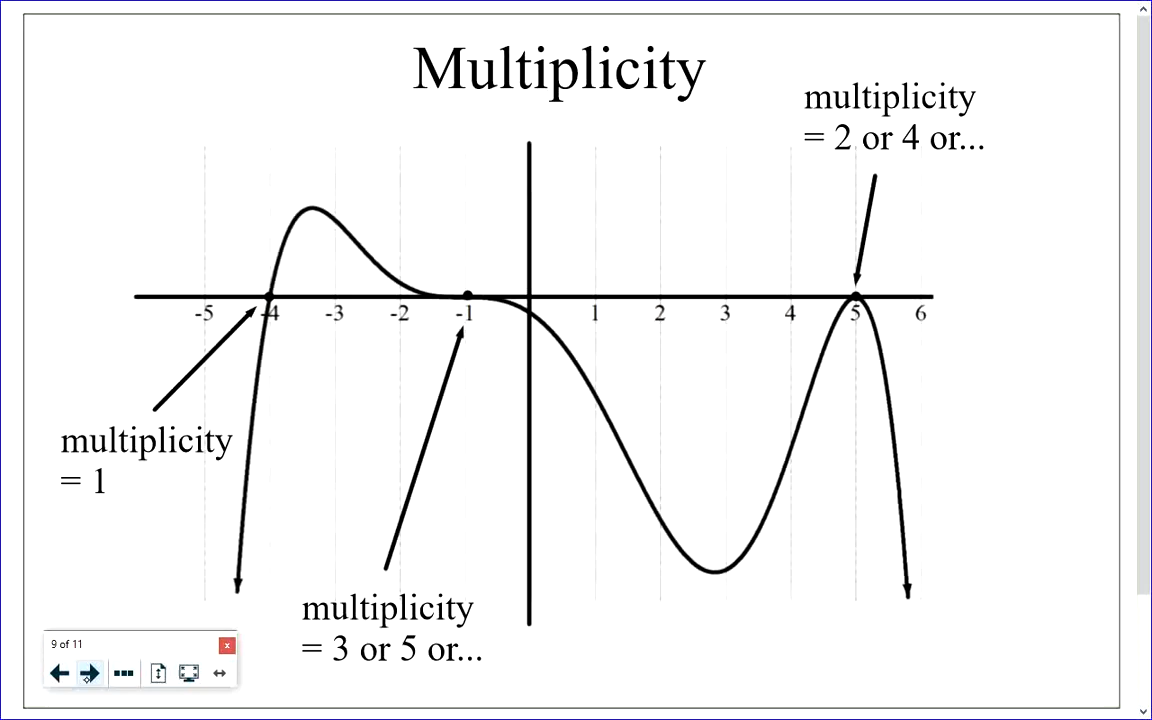 Multiplicity
multiplicity
= 2 or 4 or...
-5 -4 -3 -2 -1 1 2 3 4 5 6
multiplicity
= 1
multiplicity
= 3 or 5 or...
9 of 11
x